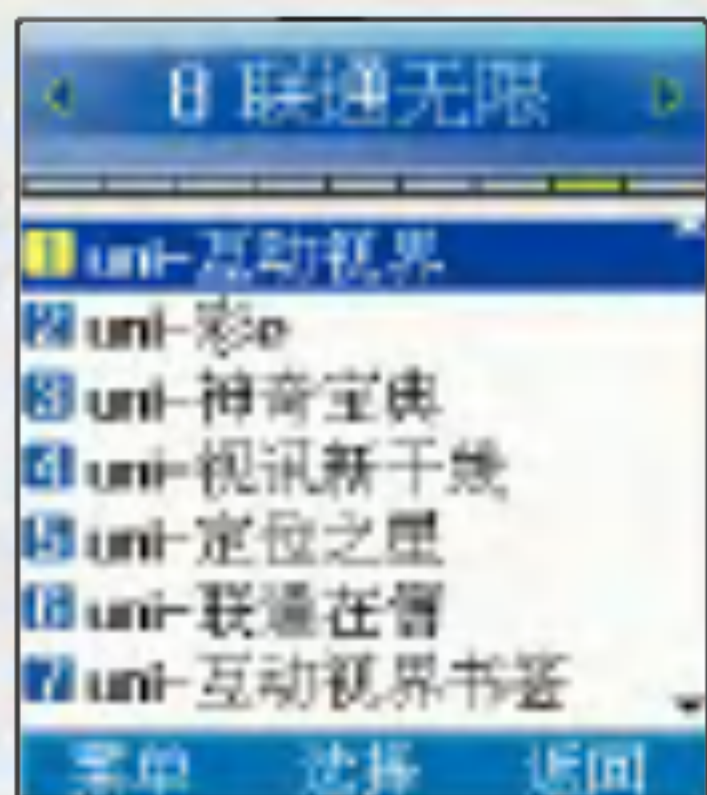 8 联通无限
1 uni-互动视界
2 uni-彩e
3 uni-神奇宝典
4 uni-视讯新干线
5 uni-定位之星
6 uni-联通在信
7 uni-互动视界书签
菜单 选择 返回